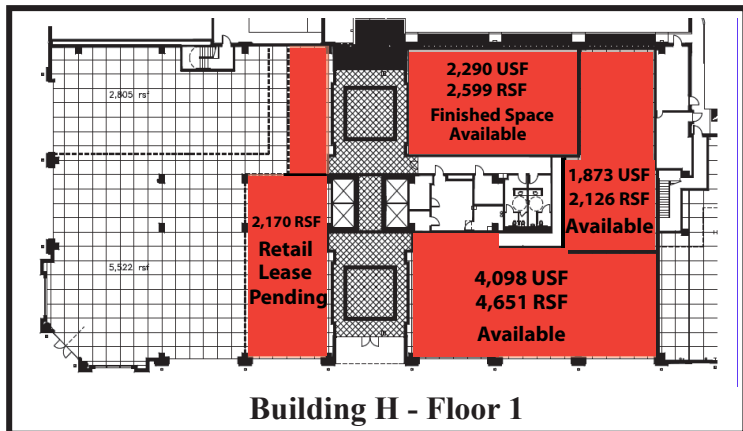 2,805 rsf
2,290 USF
2,599 RSF
Finished Space
Available
1,873 USF
2,126 RSF
Available
2,170 RSF
Retail
Lease
Pending
5,522 rsf
4,098 USF
4,651 RSF
Available
Building H - Floor 1